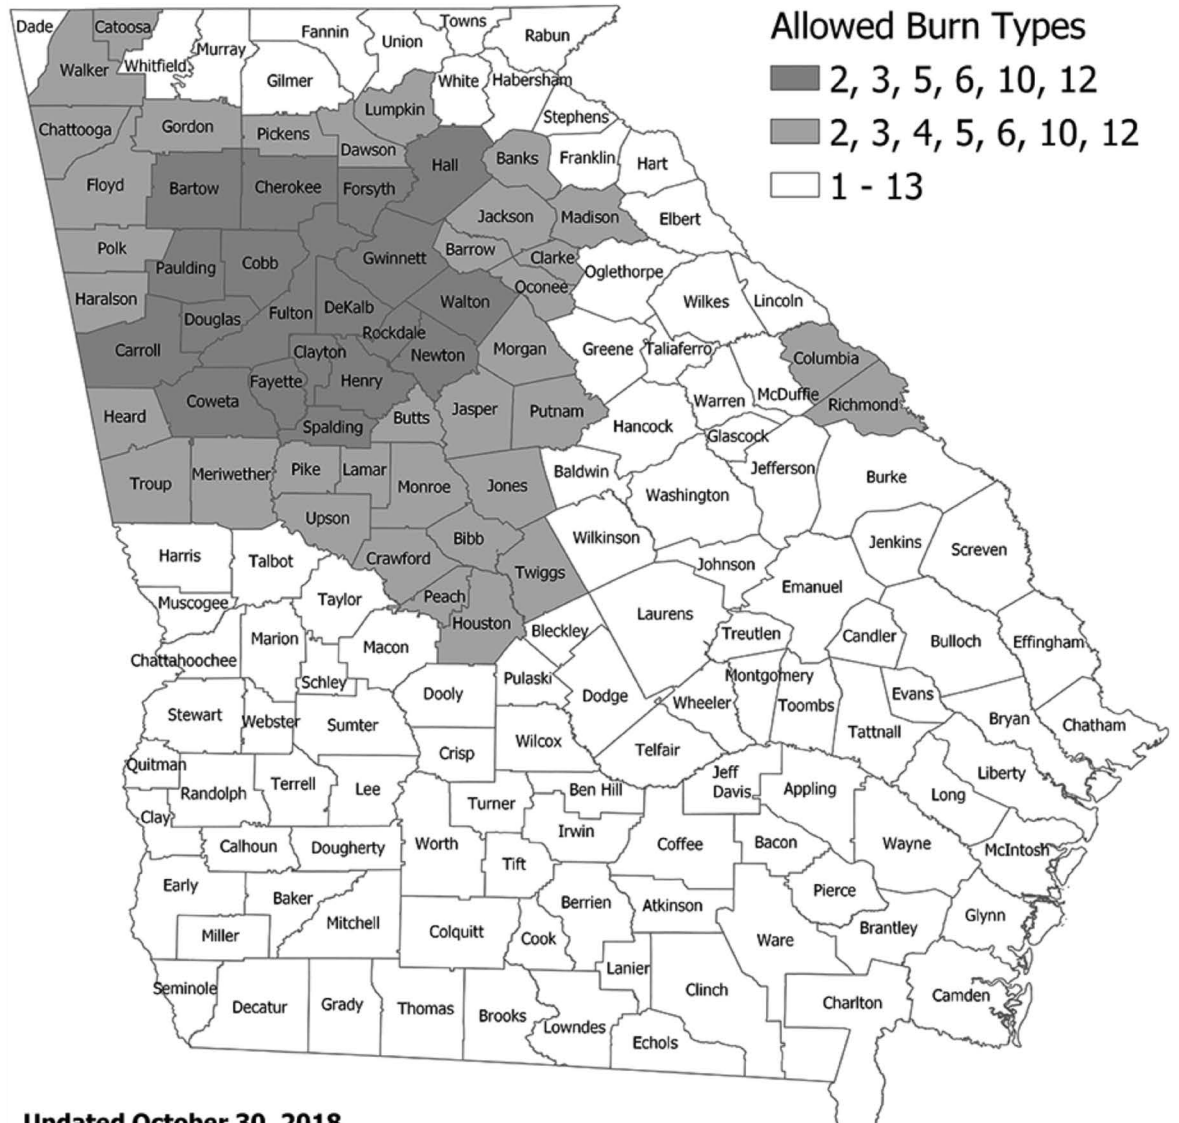 Allowed Burn Types
2, 3, 5, 6, 10, 12
2, 3, 4, 5, 6, 10, 12
1 - 13
Dade
Catoosa
Fannin
Towns
Union
Rabun
Murray
Whitfield
Walker
Gilmer
White
Habersham
Lumpkin
Stephens
Chattooga
Gordon
Pickens
Dawson
Hall
Banks
Franklin
Hart
Floyd
Bartow
Cherokee
Forsyth
Jackson
Madison
Elbert
Polk
Paulding
Cobb
Gwinnett
Barrow
Clarke
Oglethorpe
Oconee
Haralson
Douglas
Fulton
DeKalb
Walton
Wilkes
Lincoln
Rockdale
Carroll
Clayton
Newton
Morgan
Greene
Taliaferro
Columbia
Fayette
Henry
Heard
Coweta
Spalding
Butts
Jasper
Putnam
Hancock
Warren
McDuffie
Richmond
Glascock
Troup
Meriwether
Pike
Lamar
Monroe
Jones
Baldwin
Washington
Jefferson
Burke
Upson
Bibb
Wilkinson
Jenkins
Screven
Harris
Talbot
Crawford
Twiggs
Johnson
Emanuel
Muscogee
Taylor
Peach
Houston
Laurens
Marion
Macon
Bleckley
Treutlen
Candler
Bulloch
Effingham
Chattahoochee
Schley
Dooly
Pulaski
Dodge
Wheeler
Montgomery
Toombs
Evans
Stewart
Webster
Sumter
Tattnall
Bryan
Chatham
Crisp
Wilcox
Telfair
Quitman
Randolph
Terrell
Lee
Turner
Ben Hill
Jeff
Davis
Appling
Long
Liberty
Clay
Calhoun
Dougherty
Worth
Irwin
Coffee
Bacon
Wayne
McIntosh
Tift
Early
Baker
Mitchell
Berrien
Atkinson
Pierce
Miller
Colquitt
Cook
Ware
Brantley
Glynn
Seminole
Decatur
Grady
Thomas
Brooks
Lanier
Clinch
Charlton
Camden
Lowndes
Echols
Updated October 30, 2018